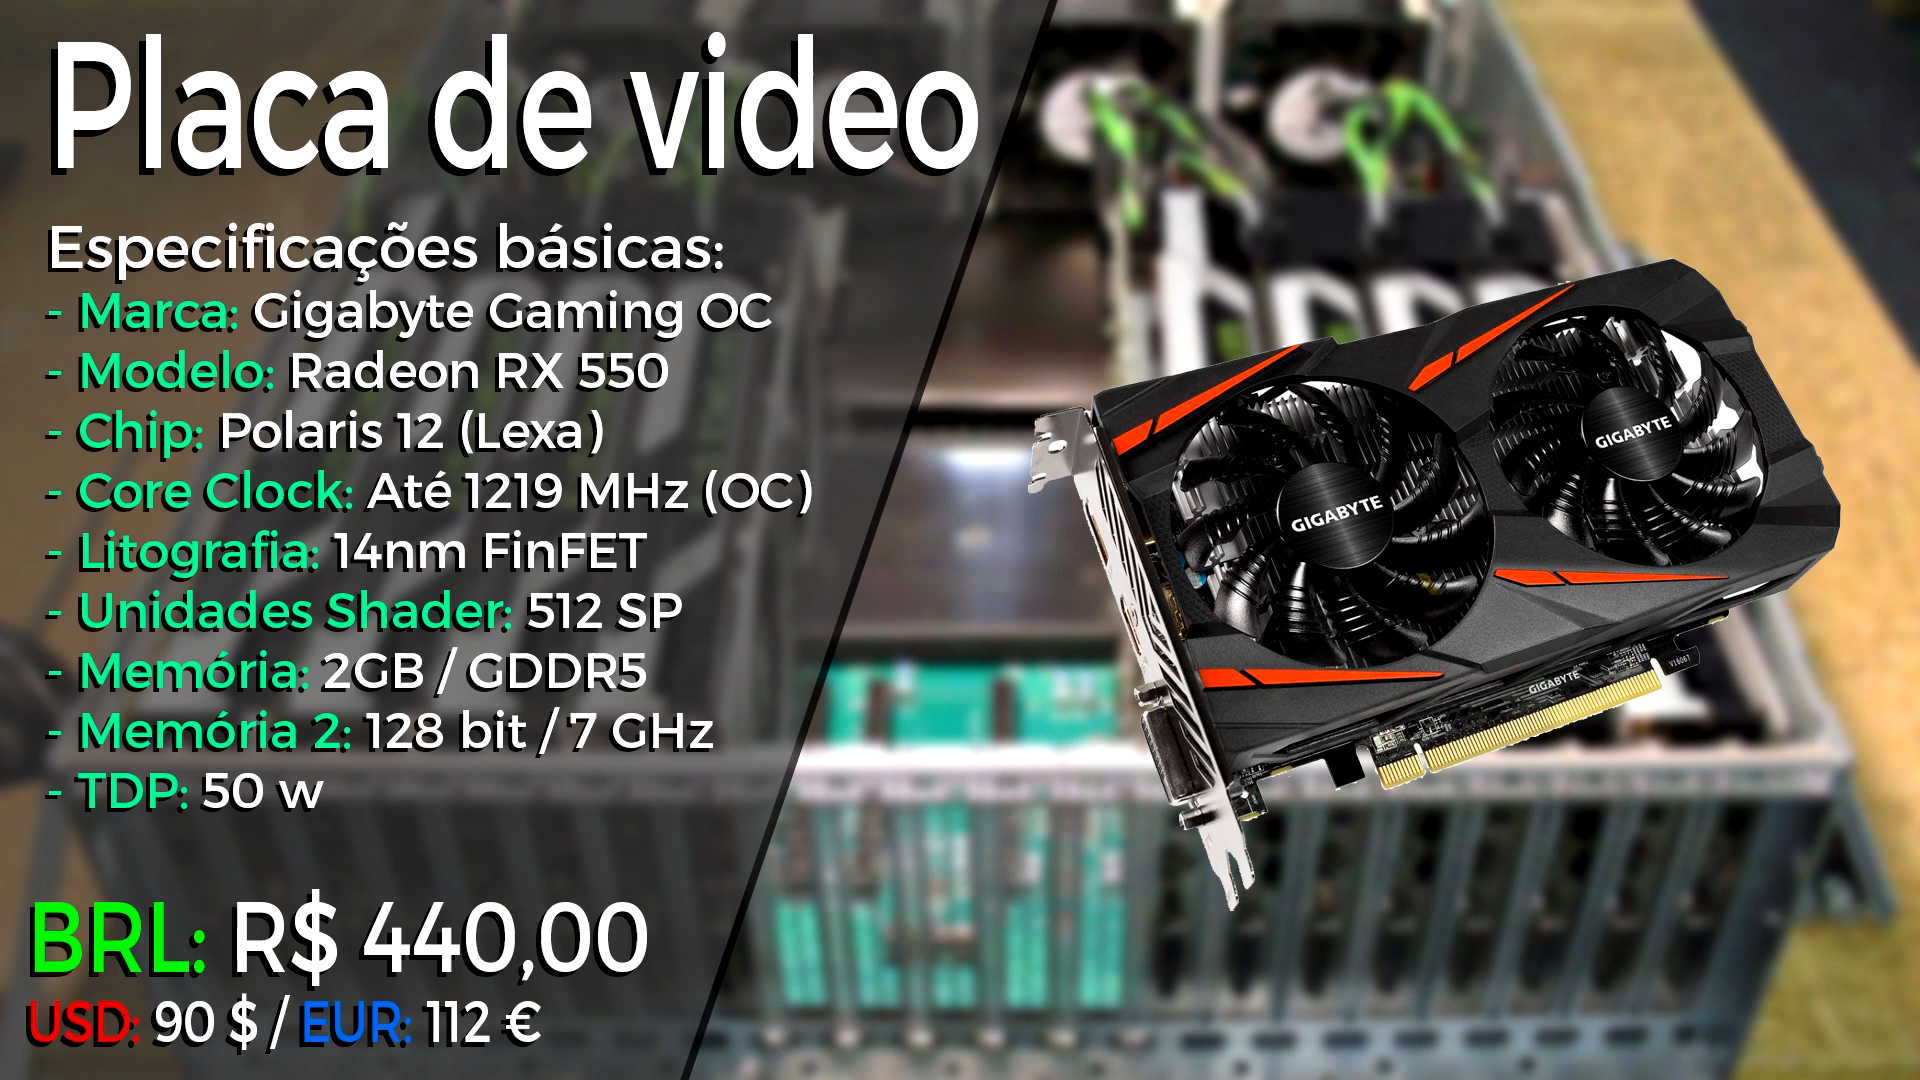 Placa de video
Especificações básicas:
- Marca: Gigabyte Gaming OC
- Modelo: Radeon RX 550
- Chip: Polaris 12 (Lexa)
- Core Clock: Até 1219 MHz (OC)
- Litografia: 14nm FinFET
- Unidades Shader: 512 SP
- Memória: 2GB / GDDR5
- Memória 2: 128 bit / 7 GHz
- TDP: 50 w
BRL: R$ 440,00
USD: 90 $ / EUR: 112 €
GIGABYTE
GIGABYTE
GIGABYTE
V16067